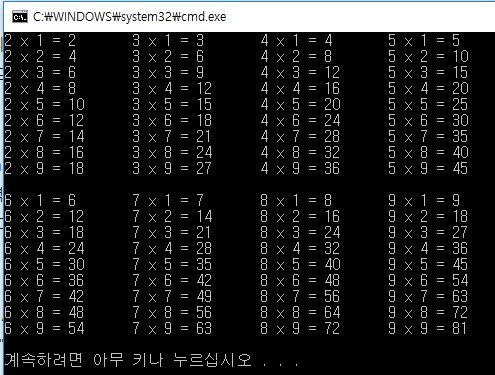 C:₩WINDOWS₩system32₩cmd.exe
2 x 1 = 2 3 x 1 = 3 4 x 1 = 4 5 x 1 = 5
2 x 2 = 4 3 x 2 = 6 4 x 2 = 8 5 x 2 = 10
2 x 3 = 6 3 x 3 = 9 4 x 3 = 12 5 x 3 = 15
2 x 4 = 8 3 x 4 = 12 4 x 4 = 16 5 x 4 = 20
2 x 5 = 10 3 x 5 = 15 4 x 5 = 20 5 x 5 = 25
2 x 6 = 12 3 x 6 = 18 4 x 6 = 24 5 x 6 = 30
2 x 7 = 14 3 x 7 = 21 4 x 7 = 28 5 x 7 = 35
2 x 8 = 16 3 x 8 = 24 4 x 8 = 32 5 x 8 = 40
2 x 9 = 18 3 x 9 = 27 4 x 9 = 36 5 x 9 = 45
6 x 1 = 6 7 x 1 = 7 8 x 1 = 8 9 x 1 = 9
6 x 2 = 12 7 x 2 = 14 8 x 2 = 16 9 x 2 = 18
6 x 3 = 18 7 x 3 = 21 8 x 3 = 24 9 x 3 = 27
6 x 4 = 24 7 x 4 = 28 8 x 4 = 32 9 x 4 = 36
6 x 5 = 30 7 x 5 = 35 8 x 5 = 40 9 x 5 = 45
6 x 6 = 36 7 x 6 = 42 8 x 6 = 48 9 x 6 = 54
6 x 7 = 42 7 x 7 = 49 8 x 7 = 56 9 x 7 = 63
6 x 8 = 48 7 x 8 = 56 8 x 8 = 64 9 x 8 = 72
6 x 9 = 54 7 x 9 = 63 8 x 9 = 72 9 x 9 = 81
계속하려면 아무 키나 누르십시오 . . .